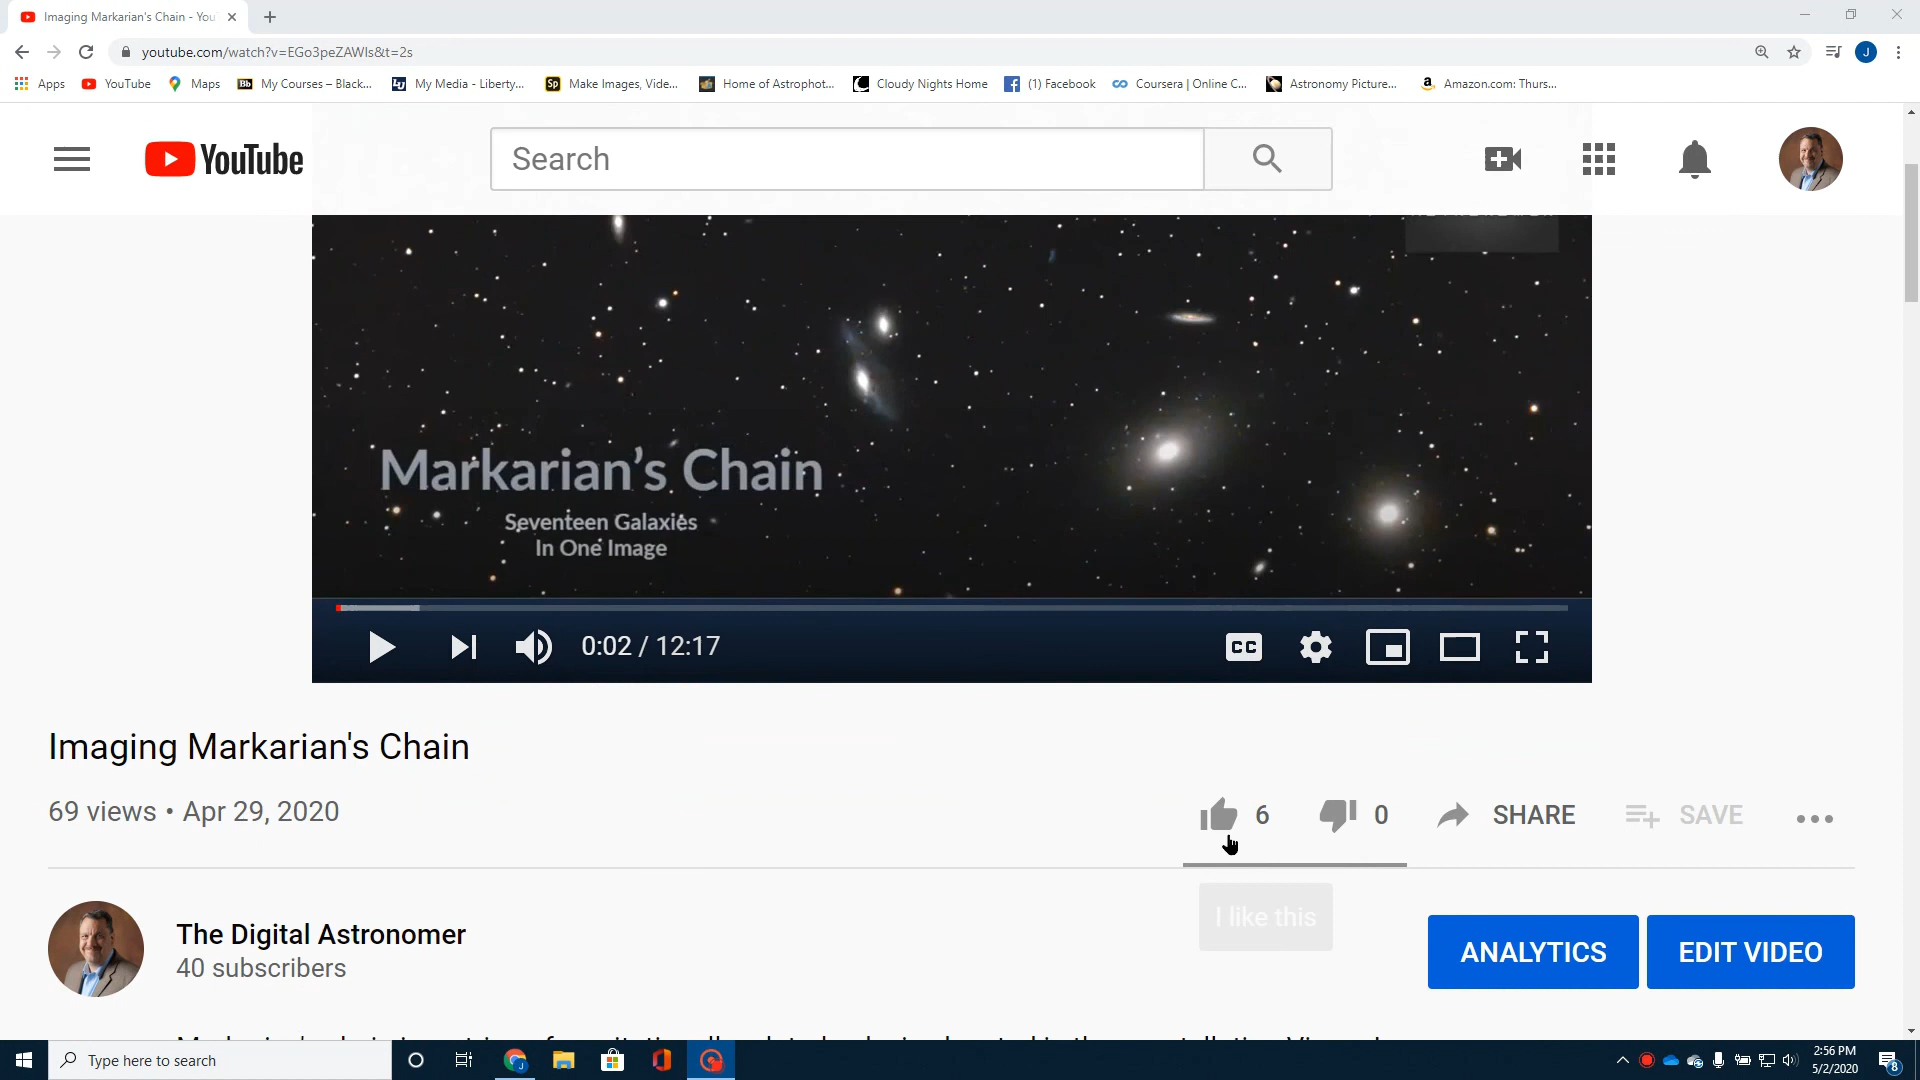 Imaging Markarian's Chain - You
youtube.com/watch?v=EGo3peZAWIs&t=2s
Apps YouTube Maps My Courses – Black... My Media - Liberty... Make Images, Vide... Home of Astrophot... Cloudy Nights Home (1) Facebook Coursera | Online C... Astronomy Picture... Amazon.com: Thurs...
YouTube Search
Markarian's Chain
Seventeen Galaxies
In One Image
0:02 / 12:17 CC
Imaging Markarian's Chain
69 views • Apr 29, 2020 6 0 SHARE SAVE
I like this
The Digital Astronomer
40 subscribers
ANALYTICS EDIT VIDEO
Type here to search
2:56 PM
5/2/2020
8